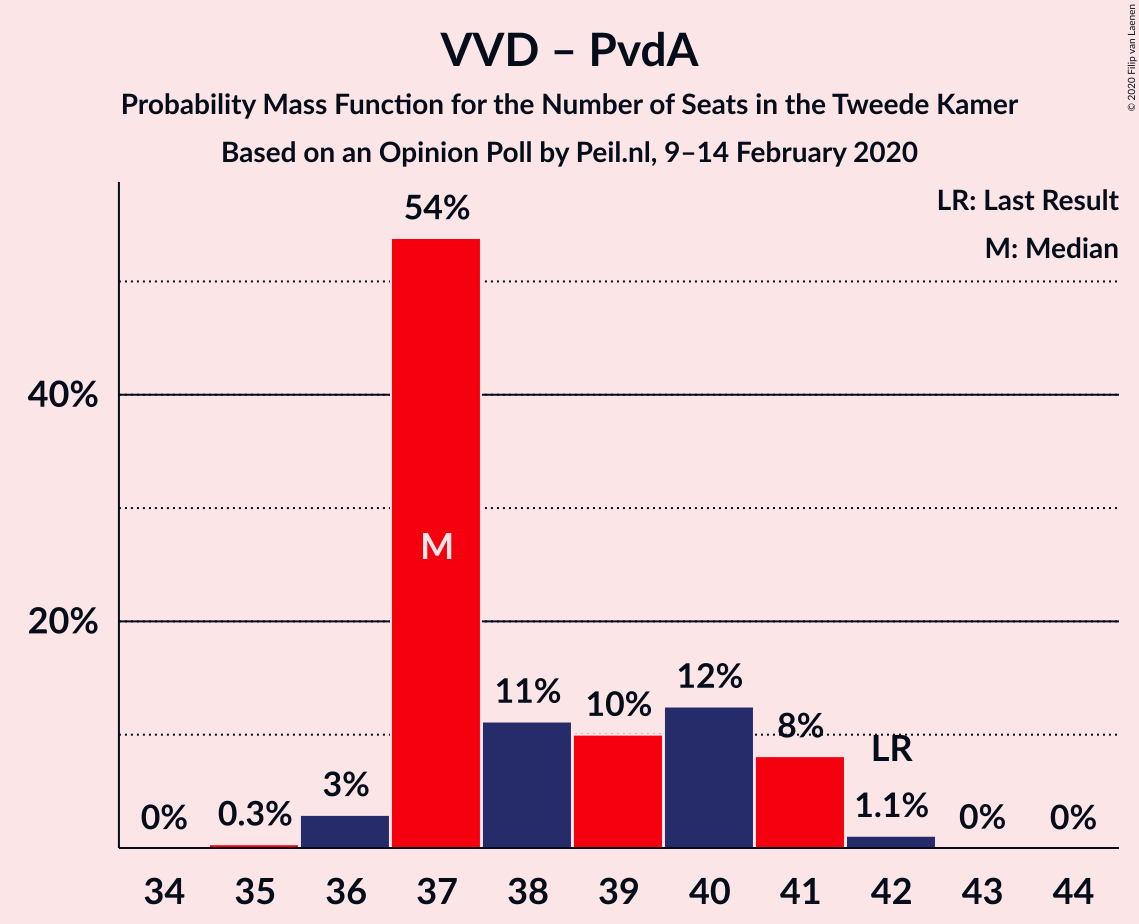 VVD – PvdA
Probability Mass Function for the Number of Seats in the Tweede Kamer
Based on an Opinion Poll by Peil.nl, 9–14 February 2020
© 2020 Filip van Laenen
LR: Last Result
M: Median
54%
40%
M
20%
12%
11%
10%
8%
LR
3%
1.1%
0.3%
0%
0%
0%
34 35 36 37 38 39 40 41 42 43 44